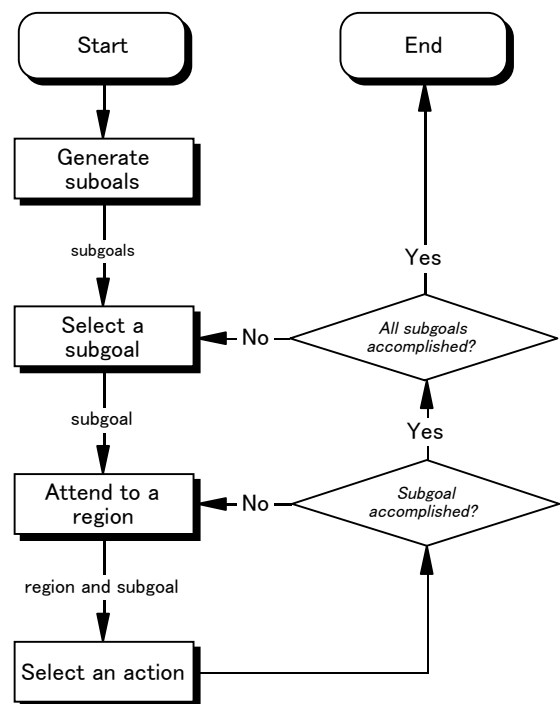 Start
End
Generate
suboals
subgoals
Yes
Select a
subgoal
No
All subgoals
accomplished?
subgoal
Yes
Attend to a
region
No
Subgoal
accomplished?
region and subgoal
Select an action